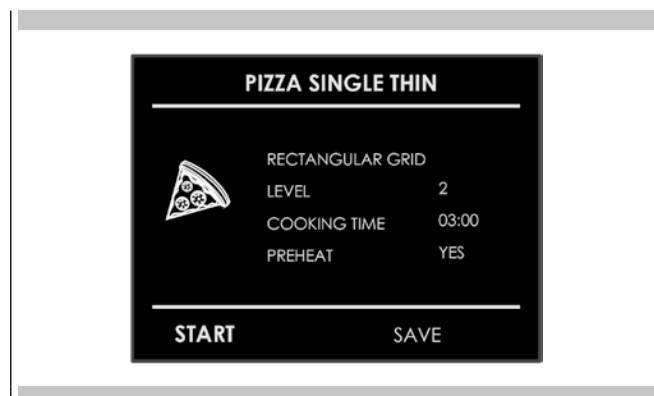 PIZZA SINGLE THIN
RECTANGULAR GRID
LEVEL 2
COOKING TIME 03:00
PREHEAT YES
START SAVE